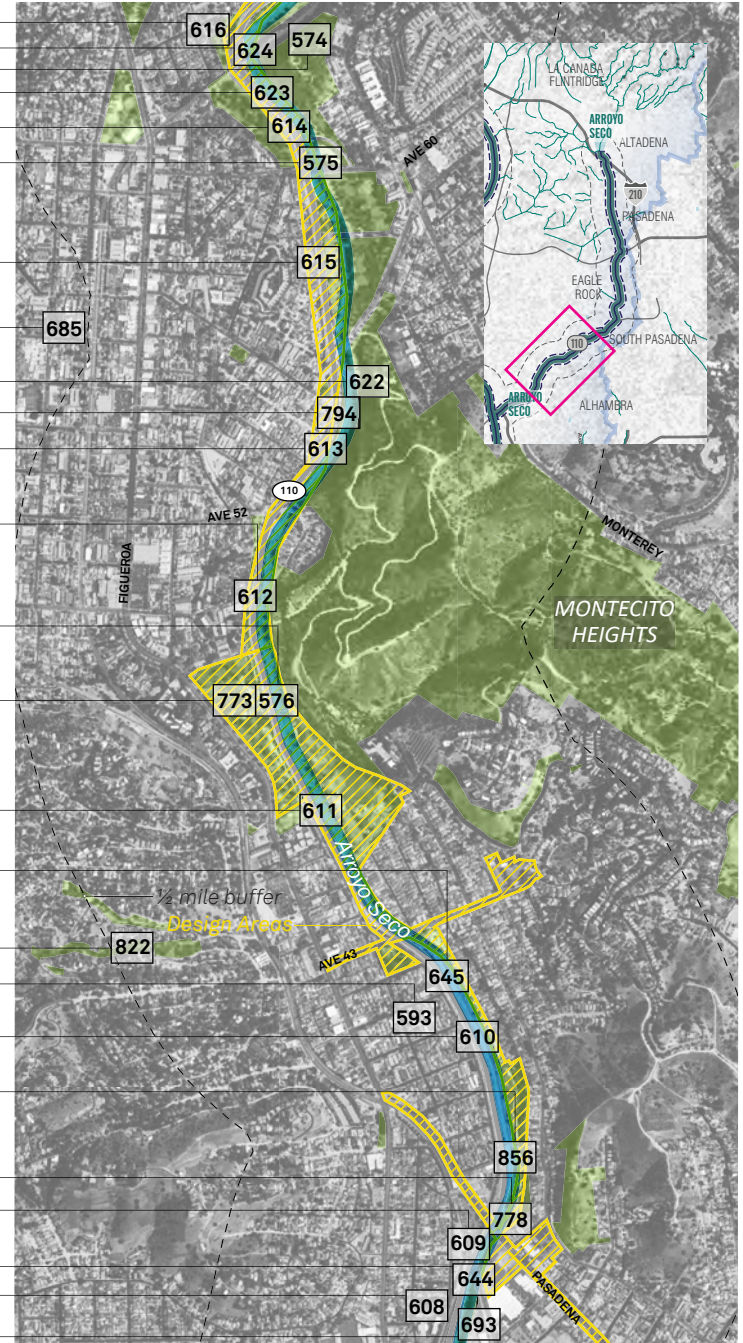 616
624
574
623
614
575
AVE 60
615
685
622
794
613
110
AVE 52
FIGUEROA
MONTEREY
612
MONTECITO
HEIGHTS
773
576
611
Arroyo Seco
½ mile buffer
Design Areas
822
AVE 43
645
593
610
856
778
609
644
608
693
PASADENA
LA CANADA
FLINTRIDGE
ARROYO
SECO
ALTADENA
210
PASADENA
EAGLE
ROCK
110
SOUTH PASADENA
ARROYO
SECO
ALHAMBRA